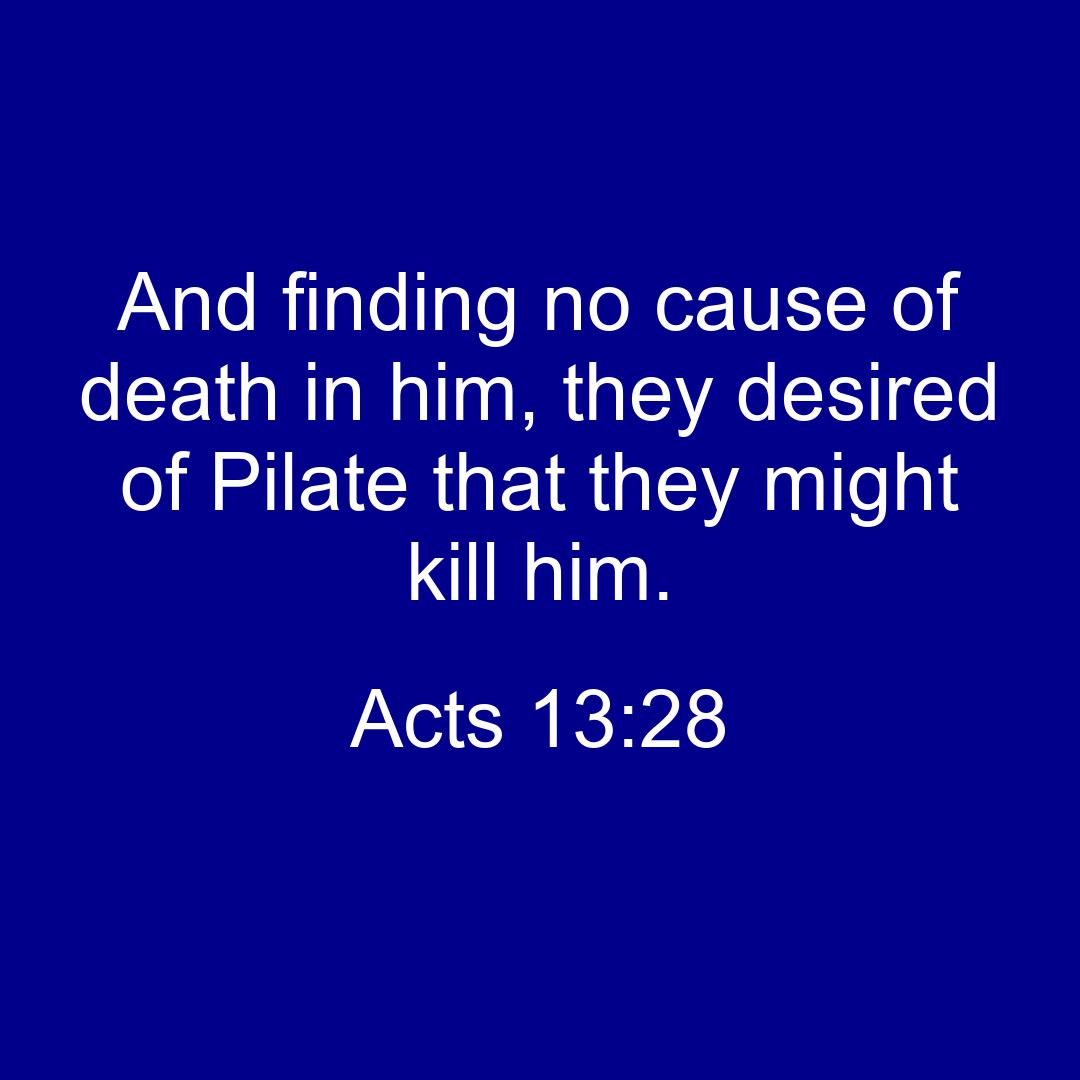 And finding no cause of
death in him, they desired
of Pilate that they might
kill him.
Acts 13:28